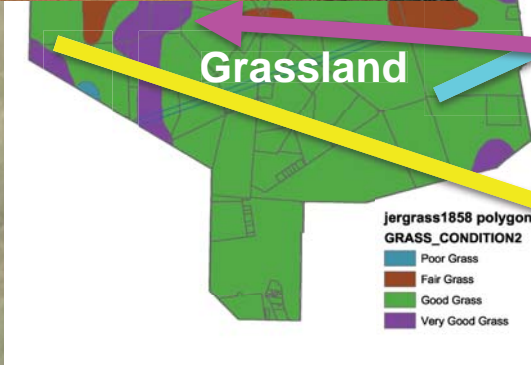 Grassland
jergrass1858 polygon
GRASS_CONDITION2
Poor Grass
Fair Grass
Good Grass
Very Good Grass